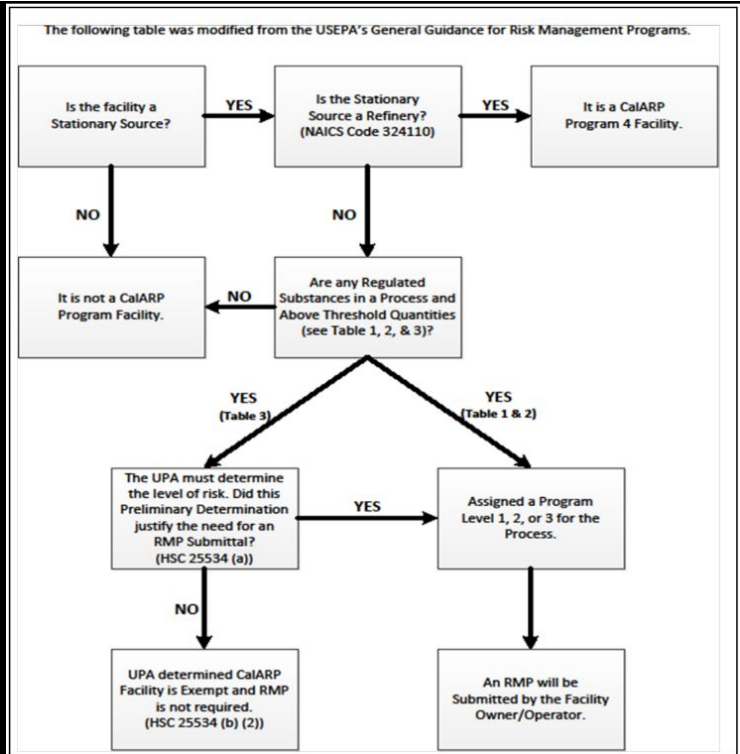 The following table was modified from the USEPA's General Guidance for Risk Management Programs.
Is the facility a
Stationary Source?
YES
Is the Stationary
Source a Refinery?
(NAICS Code 324110)
YES
It is a CalARP
Program 4 Facility.
NO
NO
It is not a CalARP
Program Facility.
NO
Are any Regulated
Substances in a Process and
Above Threshold Quantities
(see Table 1, 2, & 3)?
YES
(Table 3)
YES
(Table 1 & 2)
The UPA must determine
the level of risk. Did this
Preliminary Determination
justify the need for an
RMP Submittal?
(HSC 25534 (a))
YES
Assigned a Program
Level 1, 2, or 3 for the
Process.
NO
UPA determined CalARP
Facility is Exempt and RMP
is not required.
(HSC 25534 (b) (2))
An RMP will be
Submitted by the Facility
Owner/Operator.